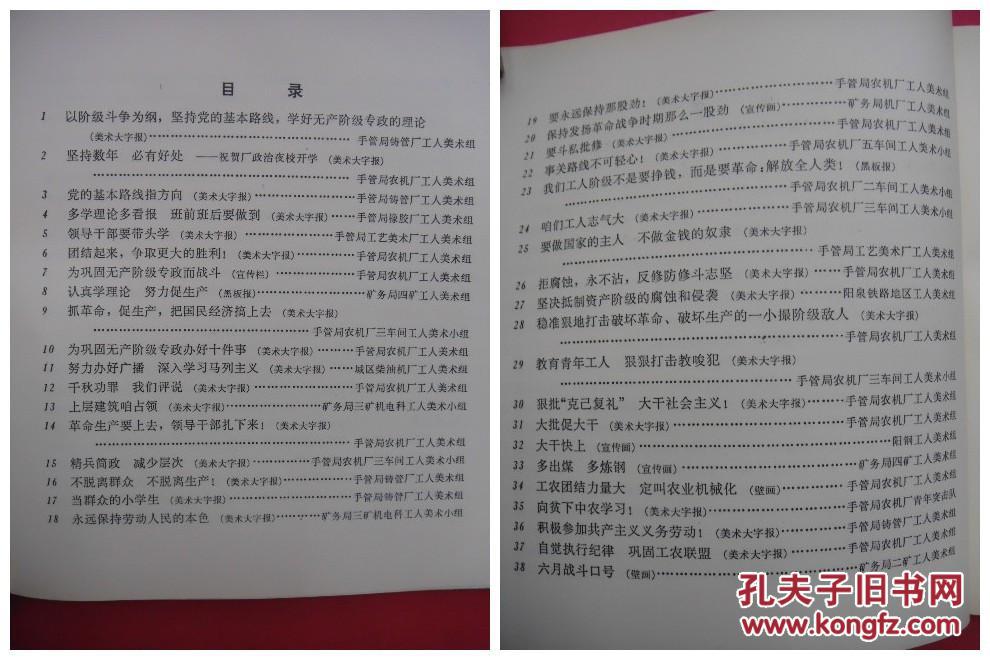 目 录
1 以阶级斗争为纲，坚持党的基本路线，学好无产阶级专政的理论
（美术大字报）………………手管局铸管厂工人美术组
2 坚持数年 必有好处 ——祝贺厂政治夜校开学（美术大字报）
………………手管局农机厂工人美术组
3 党的基本路线指方向（美术大字报）………………手管局铸管厂工人美术组
4 多学理论多看报 班前班后要做到（美术大字报）………手管局橡胶厂工人美术组
5 领导干部要带头学（美术大字报）………………手管局工艺美术厂工人美术组
6 团结起来，争取更大的胜利！（美术大字报）………………手管局农机厂工人美术组
7 为巩固无产阶级专政而战斗（宣传栏）………………手管局农机厂工人美术组
8 认真学理论 努力促生产（黑板报）………………矿务局四矿工人美术组
9 抓革命，促生产，把国民经济搞上去（美术大字报）
………………手管局农机厂三车间工人美术小组
10 为巩固无产阶级专政办好十件事（美术大字报）………………手管局农机厂工人美术组
11 努力办好广播 深入学习马列主义（美术大字报）………城区柴油机厂工人美术组
12 千秋功罪 我们评说（美术大字报）………………手管局农机厂工人美术组
13 上层建筑咱占领（美术大字报）………………矿务局三矿机电科工人美术小组
14 革命生产要上去，领导干部扎下来！（美术大字报）
………………手管局农机厂工人美术组
15 精兵简政 减少层次（美术大字报）………………手管局农机厂三车间工人美术小组
16 不脱离群众 不脱离生产！（美术大字报）………………手管局铸管厂工人美术组
17 当群众的小学生（美术大字报）………………手管局铸管厂工人美术组
18 永远保持劳动人民的本色（美术大字报）…………矿务局三矿机电科工人美术小组
19 要永远保持那股劲！（美术大字报）………………手管局农机厂工人美术组
20 保持发扬革命战争时期那么一股劲（宣传画）………………矿务局机厂工人美术组
21 要斗私批修（美术大字报）………………手管局农机厂工人美术组
22 事关路线不可轻心！（美术大字报）………………手管局农机厂五车间工人美术小组
23 我们工人阶级不是要挣钱，而是要革命；解放全人类！（黑板报）
………………手管局农机厂二车间工人美术小组
24 咱们工人志气大（美术大字报）………………手管局农机厂三车间工人美术小组
25 要做国家的主人 不做金钱的奴隶（美术大字报）
………………手管局工艺美术厂工人美术组
26 拒腐蚀，永不沾，反修防修斗志坚（美术大字报）………手管局农机厂工人美术组
27 坚决抵制资产阶级的腐蚀和侵袭（美术大字报）………阳泉铁路地区工人美术组
28 稳准狠地打击破坏革命、破坏生产的一小撮阶级敌人（美术大字报）
………………手管局农机厂工人美术组
29 教育青年工人 狠狠打击教唆犯（美术大字报）
………………手管局农机厂三车间工人美术小组
30 狠批“克己复礼” 大干社会主义！（美术大字报）………手管局农机厂工人美术组
31 大批促大干（美术大字报）………………手管局农机厂工人美术组
32 大干快上（宣传画）………………阳钢工人美术组
33 多出煤 多炼钢（宣传画）………………矿务局四矿工人美术组
34 工农团结力量大 定叫农业机械化（壁画）………………手管局农机厂工人美术组
35 向贫下中农学习！（美术大字报）………………手管局农机厂青年突击队
36 积极参加共产主义义务劳动！（美术大字报）………………手管局铸管厂工人美术组
37 自觉执行纪律 巩固工农联盟（美术大字报）………手管局农机厂工人美术组
38 六月战斗口号（壁画）………………矿务局二矿工人美术组
孔夫子旧书网
www.kongfz.com